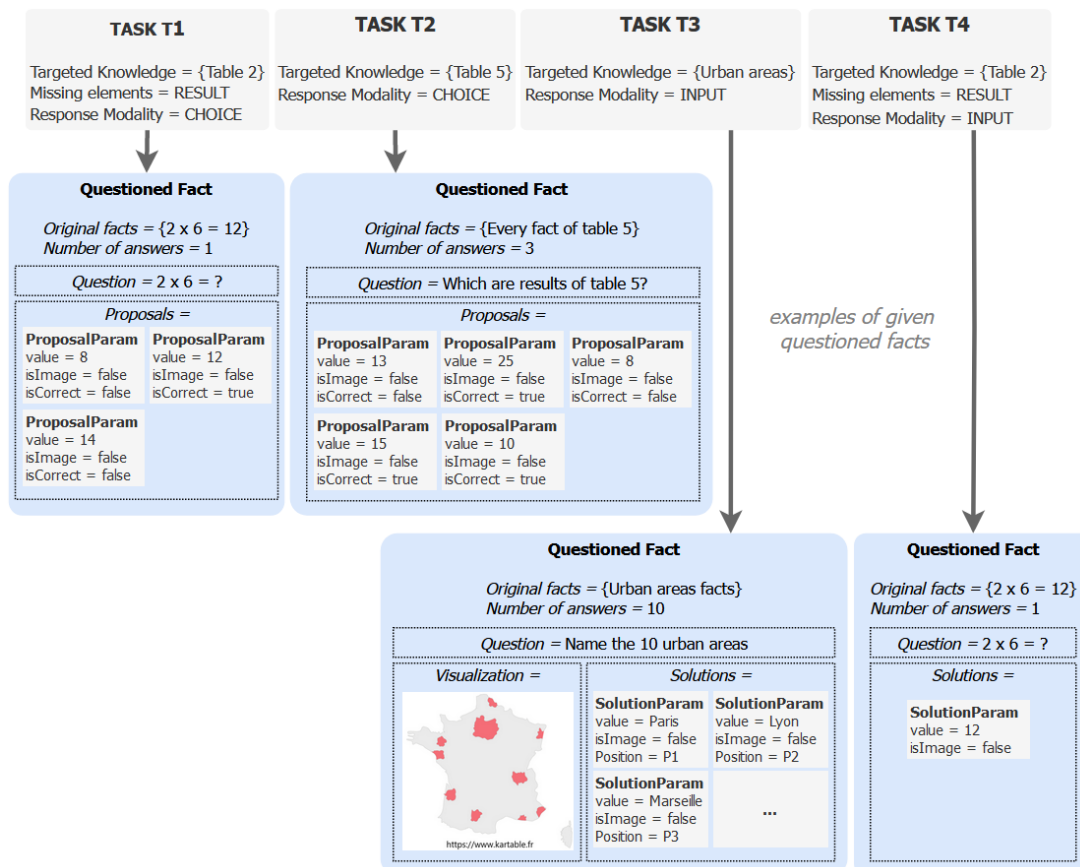 TASK T1
Targeted Knowledge = {Table 2}
Missing elements = RESULT
Response Modality = CHOICE
TASK T2
Targeted Knowledge = {Table 5}
Response Modality = CHOICE
TASK T3
Targeted Knowledge = {Urban areas}
Response Modality = INPUT
TASK T4
Targeted Knowledge = {Table 2}
Missing elements = RESULT
Response Modality = INPUT
Questioned Fact
Original facts = {2 x 6 = 12}
Number of answers = 1
Question = 2 x 6 = ?
Proposals =
ProposalParam
value = 8
isImage = false
isCorrect = false
ProposalParam
value = 12
isImage = false
isCorrect = true
ProposalParam
value = 14
isImage = false
isCorrect = false
Questioned Fact
Original facts = {Every fact of table 5}
Number of answers = 3
Question = Which are results of table 5?
Proposals =
ProposalParam
value = 13
isImage = false
isCorrect = false
ProposalParam
value = 25
isImage = false
isCorrect = true
ProposalParam
value = 8
isImage = false
isCorrect = false
ProposalParam
value = 15
isImage = false
isCorrect = true
ProposalParam
value = 10
isImage = false
isCorrect = true
examples of given
questioned facts
Questioned Fact
Original facts = {Urban areas facts}
Number of answers = 10
Question = Name the 10 urban areas
Visualization =
https://www.kartable.fr
Solutions =
SolutionParam
value = Paris
isImage = false
Position = P1
SolutionParam
value = Lyon
isImage = false
Position = P2
SolutionParam
value = Marseille
isImage = false
Position = P3
...
Questioned Fact
Original facts = {2 x 6 = 12}
Number of answers = 1
Question = 2 x 6 = ?
Solutions =
SolutionParam
value = 12
isImage = false